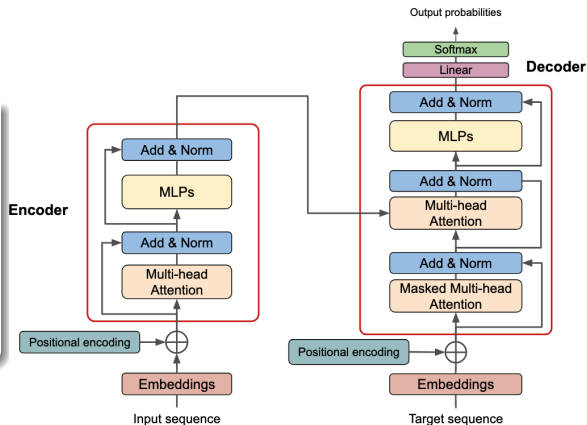 Output probabilities
Softmax
Linear
Decoder
Add & Norm
MLPs
Add & Norm
Multi-head
Attention
Add & Norm
Masked Multi-head
Attention
Positional encoding
Embeddings
Target sequence
Encoder
Add & Norm
MLPs
Add & Norm
Multi-head
Attention
Positional encoding
Embeddings
Input sequence